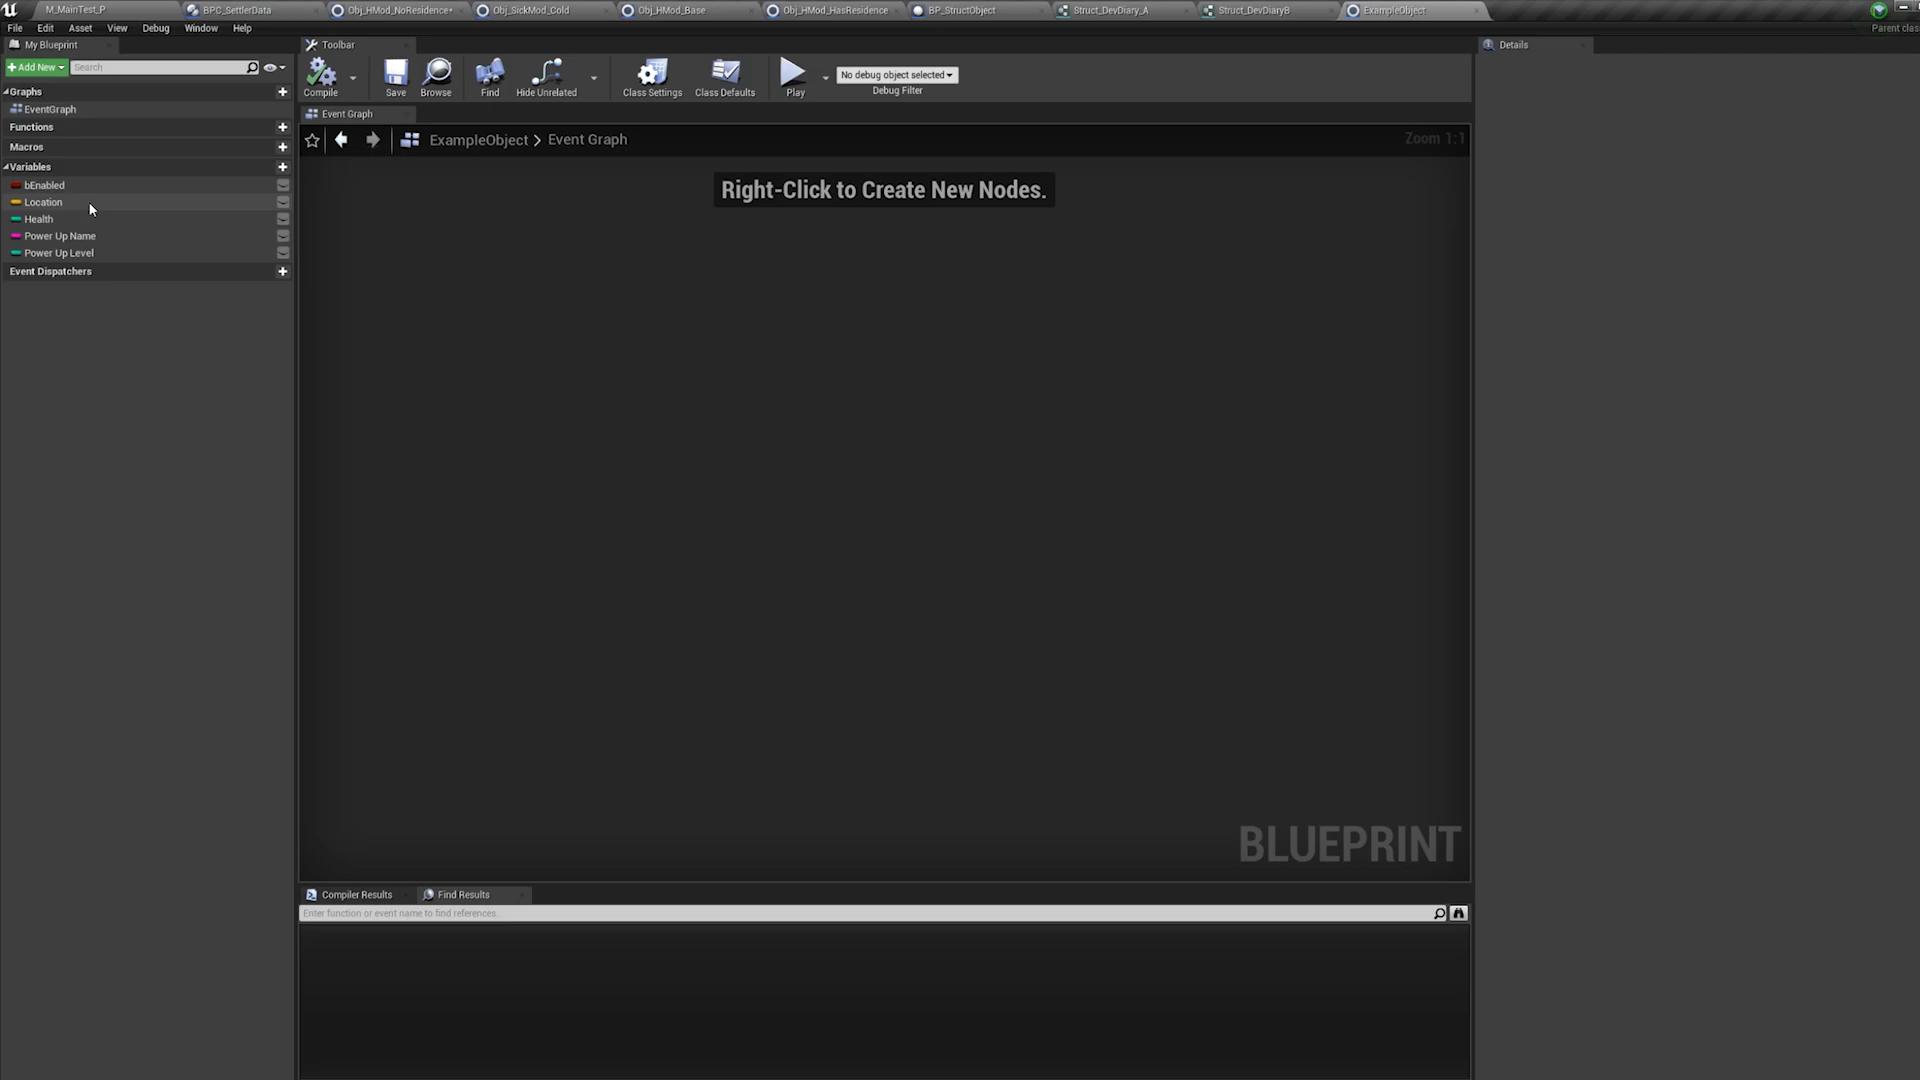 M_MainTest_P BPC_SettlerData Obj_HMod_NoResidence* Obj_SickMod_Cold Obj_HMod_Base Obj_HMod_HasResidence BP_StructObject Struct_DevDiary_A Struct_DevDiaryB ExampleObject
File Edit Asset View Debug Window Help
Parent clas
My Blueprint
Toolbar
Details
Add New
Search
Compile
Save
Browse
Find
Hide Unrelated
Class Settings
Class Defaults
Play
No debug object selected
Debug Filter
Graphs
EventGraph
Functions
Macros
Variables
bEnabled
Location
Health
Power Up Name
Power Up Level
Event Dispatchers
Event Graph
ExampleObject > Event Graph
Zoom 1:1
Right-Click to Create New Nodes.
BLUEPRINT
Compiler Results
Find Results
Enter function or event name to find references...